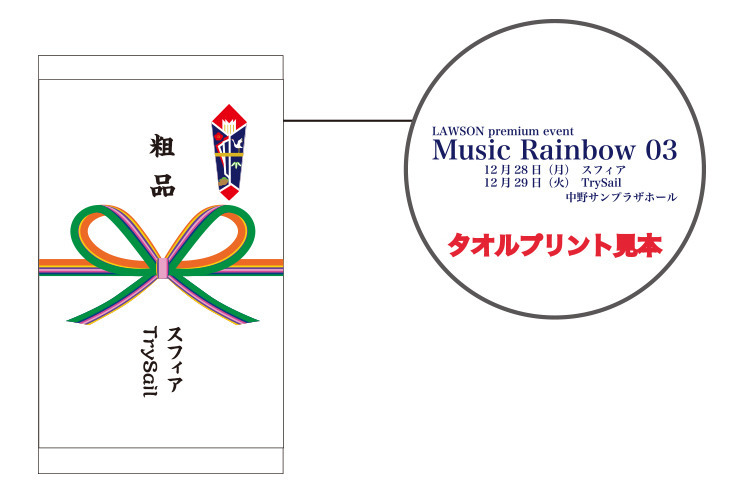 粗品
スフィア
TrySail
LAWSON premium event
Music Rainbow 03
12月28日（月） スフィア
12月29日（火） TrySail
中野サンプラザホール
タオルプリント見本